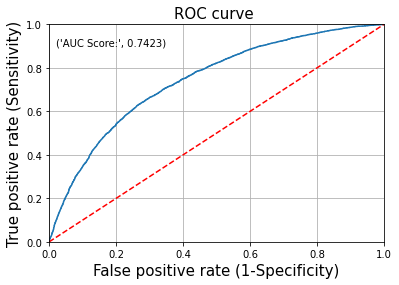 ROC curve
('AUC Score:', 0.7423)
True positive rate (Sensitivity)
1.0
0.8
0.6
0.4
0.2
0.0
0.0 0.2 0.4 0.6 0.8 1.0
False positive rate (1-Specificity)